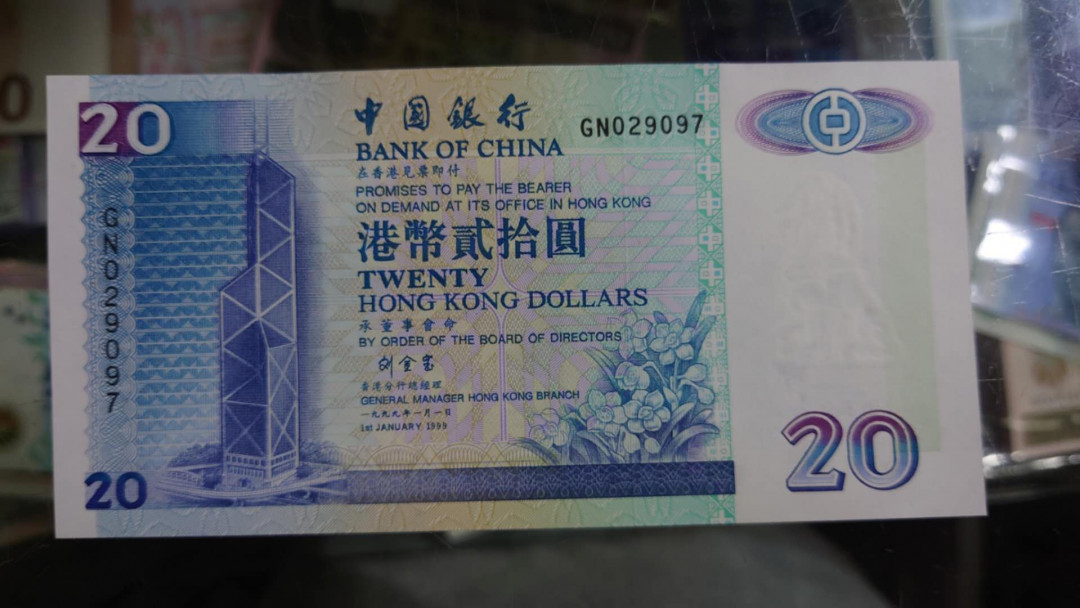 20
中國銀行
GN029097
BANK OF CHINA
在香港見票即付
PROMISES TO PAY THE BEARER
ON DEMAND AT ITS OFFICE IN HONG KONG
港幣貳拾圓
TWENTY
HONG KONG DOLLARS
承董事會命
BY ORDER OF THE BOARD OF DIRECTORS
香港分行總經理
GENERAL MANAGER HONG KONG BRANCH
一九九九年一月一日
1st JANUARY 1999
GN029097
20
20